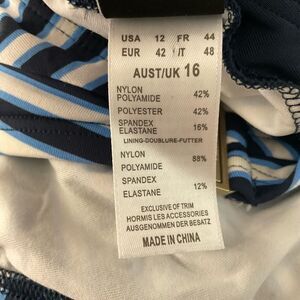 USA 12 FR 44
EUR 42 /IT 48
AUST/UK 16
NYLON
POLYAMIDE 42%
POLYESTER 42%
SPANDEX
ELASTANE 16%
LINING-DOUBLURE-FUTTER
NYLON
POLYAMIDE 88%
SPANDEX
ELASTANE 12%
EXCLUSIVE OF TRIM
HORMIS LES ACCESSORIES
AUSGENOMMEN DER BESATZ
MADE IN CHINA